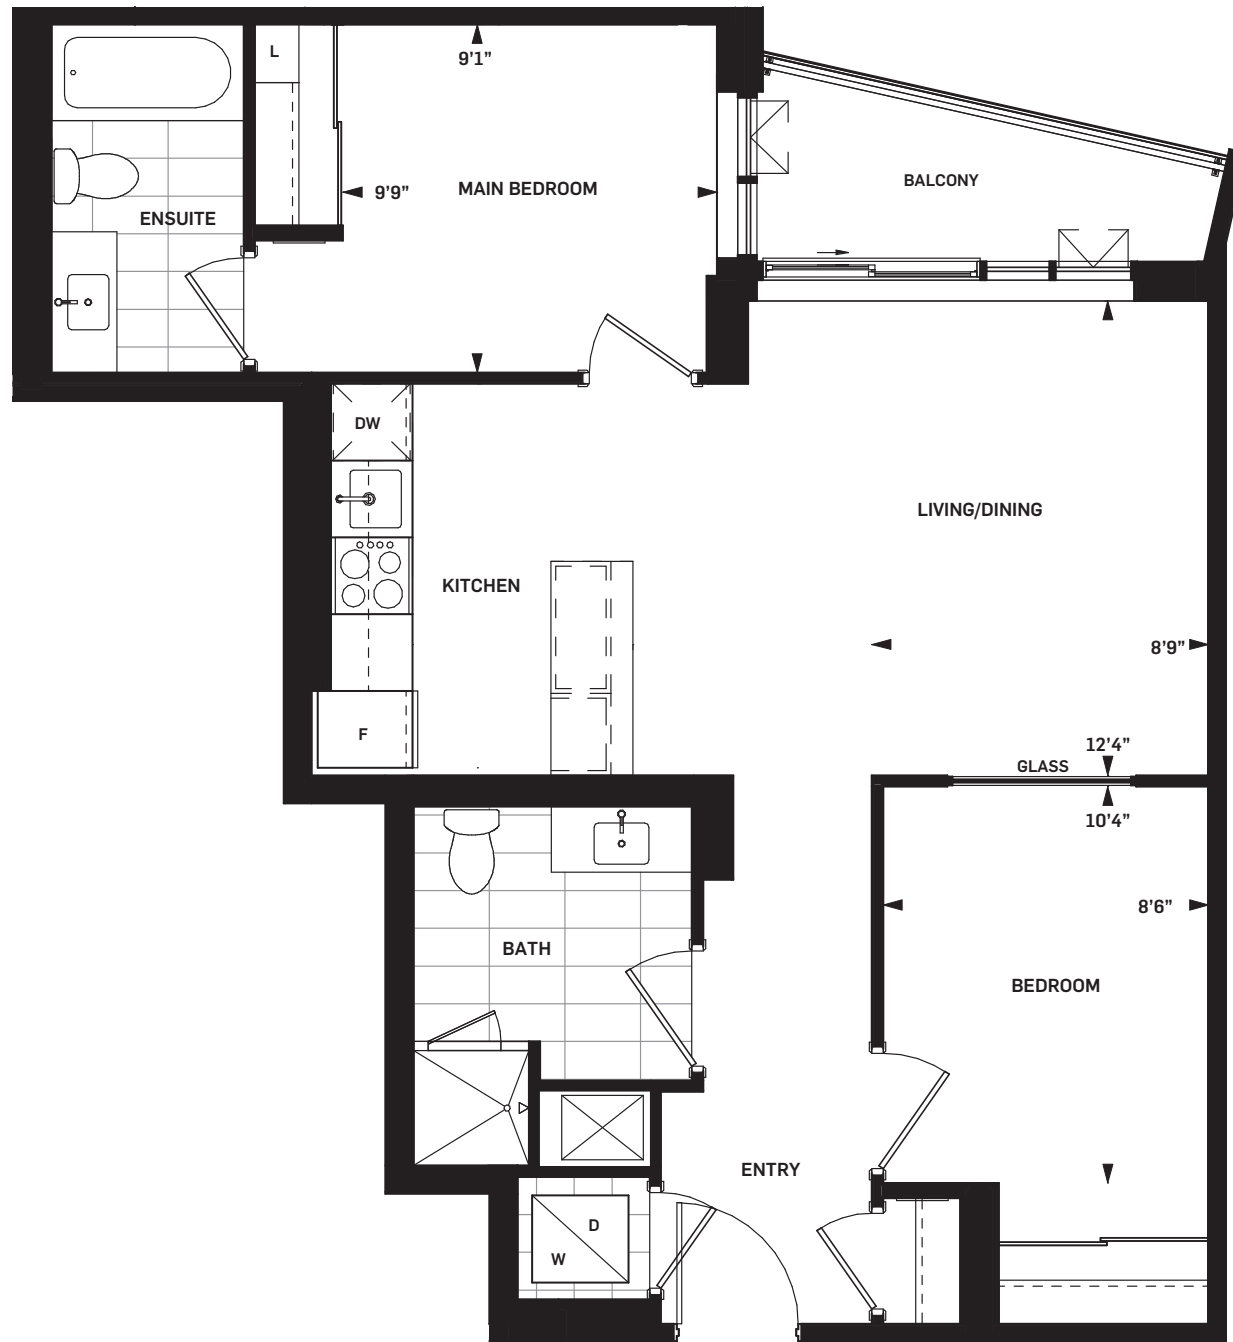 L
9’1”
9’9”
MAIN BEDROOM
BALCONY
ENSUITE
DW
LIVING/DINING
KITCHEN
8’9”
F
12’4”
GLASS
10’4”
8’6”
BATH
BEDROOM
ENTRY
D
W